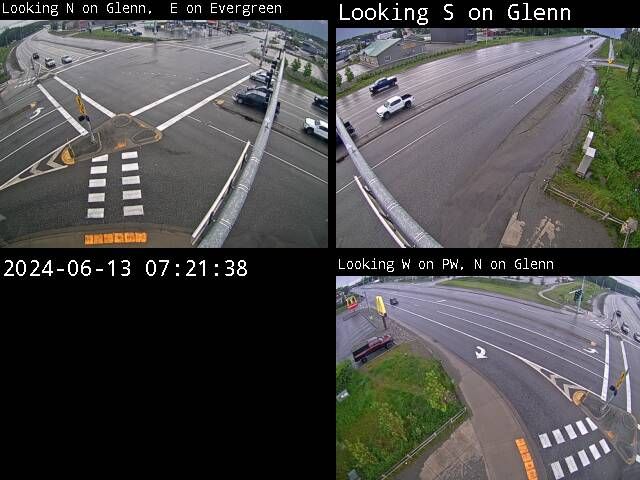 Looking N on Glenn, E on Evergreen
Looking S on Glenn
2024-06-13 07:21:38
Looking W on PW, N on Glenn